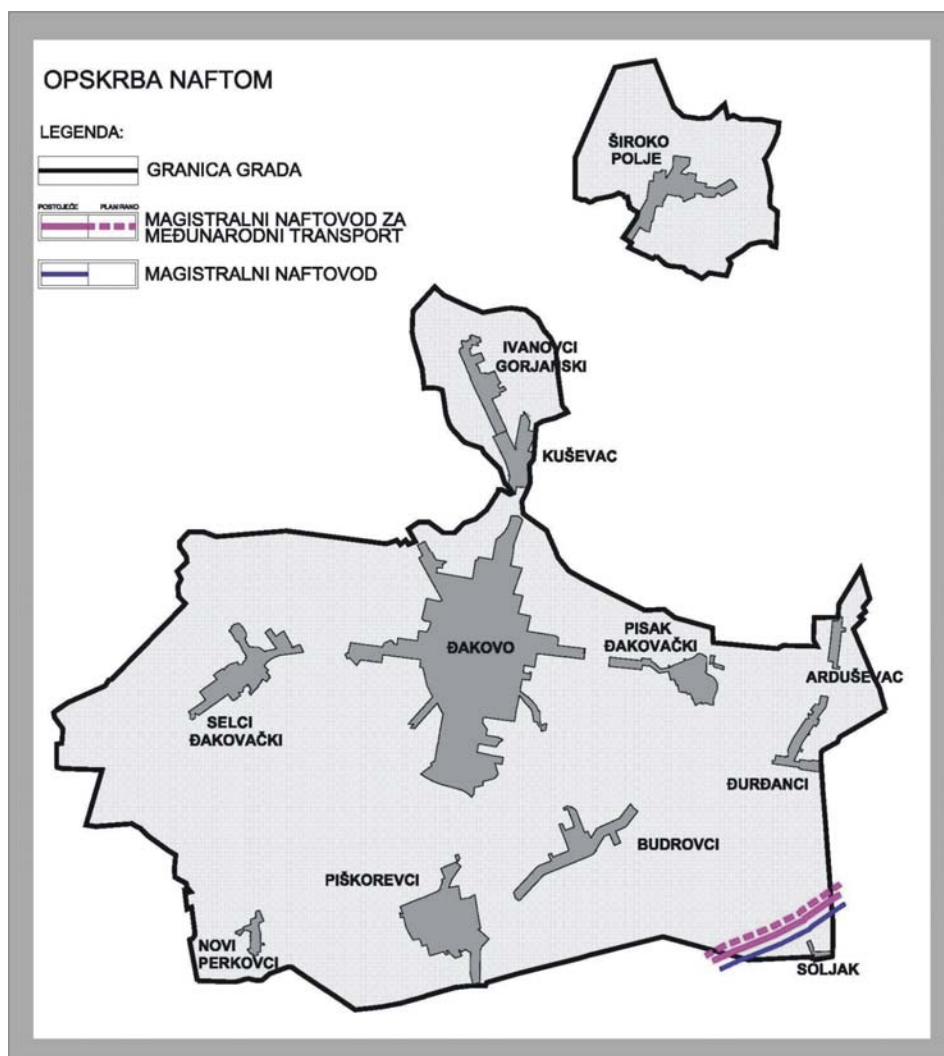 OPSKRBA NAFTOM
LEGENDA:
GRANICA GRADA
POSTOJEĆE PLANIRANO
MAGISTRALNI NAFTOVOD ZA
MEĐUNARODNI TRANSPORT
MAGISTRALNI NAFTOVOD
ŠIROKO
POLJE
IVANOVCI
GORJANSKI
KUŠEVAC
ĐAKOVO
PISAK
ĐAKOVAČKI
ARDUŠEVAC
SELCI
ĐAKOVAČKI
ĐURĐANCI
BUDROVCI
PIŠKOREVCI
NOVI
PERKOVCI
SOLJAK